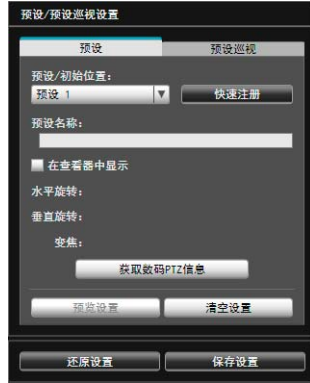 预设/预设巡视设置
预设 预设巡视
预设/初始位置：
预设 1 快速注册
预设名称：
在查看器中显示
水平旋转：
垂直旋转：
变焦：
获取数码PTZ信息
预览设置 清空设置
还原设置 保存设置